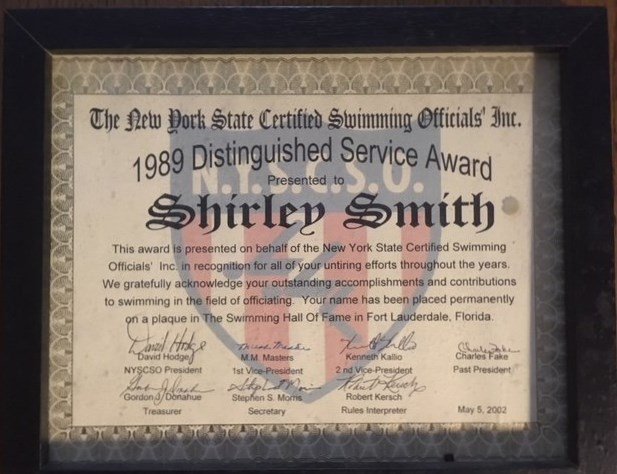 The New York State Certified Swimming Officials' Inc.
1989 Distinguished Service Award
N.Y.S.C.S.O.
Presented to
Shirley Smith
This award is presented on behalf of the New York State Certified Swimming
Officials' Inc. in recognition for all of your untiring efforts throughout the years.
We gratefully acknowledge your outstanding accomplishments and contributions
to swimming in the field of officiating. Your name has been placed permanently
on a plaque in The Swimming Hall Of Fame in Fort Lauderdale, Florida.
David Hodge M.M. Masters Kenneth Kallio Charles Fake
NYSCSO President 1st Vice-President 2 nd Vice-President Past President
Gordon J. Donahue Stephen S. Morris Robert Kersch
Treasurer Secretary Rules Interpreter May 5, 2002